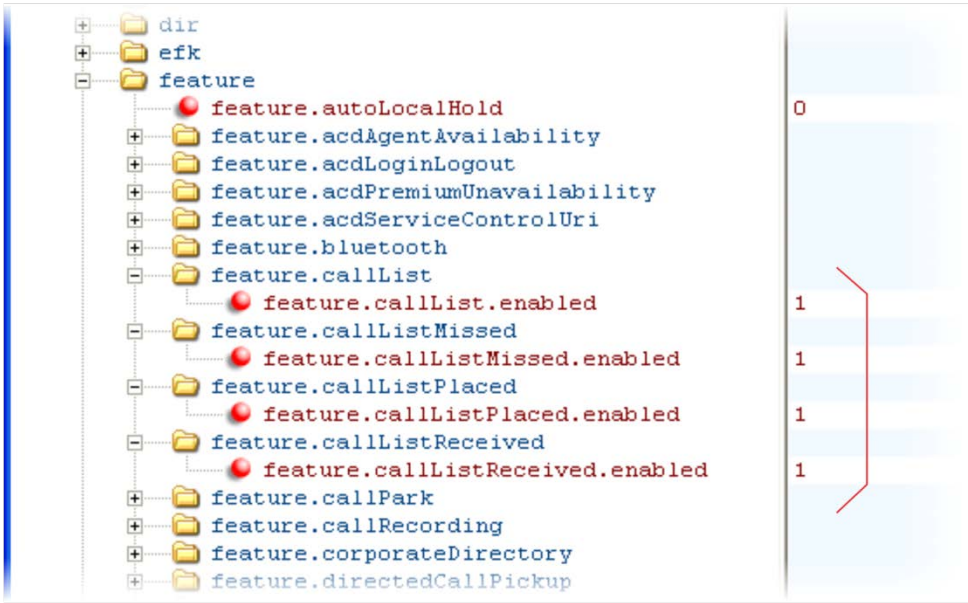 dir
efk
feature
feature.autoLocalHold 0
feature.acdAgentAvailability
feature.acdLoginLogout
feature.acdPremiumUnavailability
feature.acdServiceControlUri
feature.bluetooth
feature.callList
feature.callList.enabled 1
feature.callListMissed
feature.callListMissed.enabled 1
feature.callListPlaced
feature.callListPlaced.enabled 1
feature.callListReceived
feature.callListReceived.enabled 1
feature.callPark
feature.callRecording
feature.corporateDirectory
feature.directedCallPickup